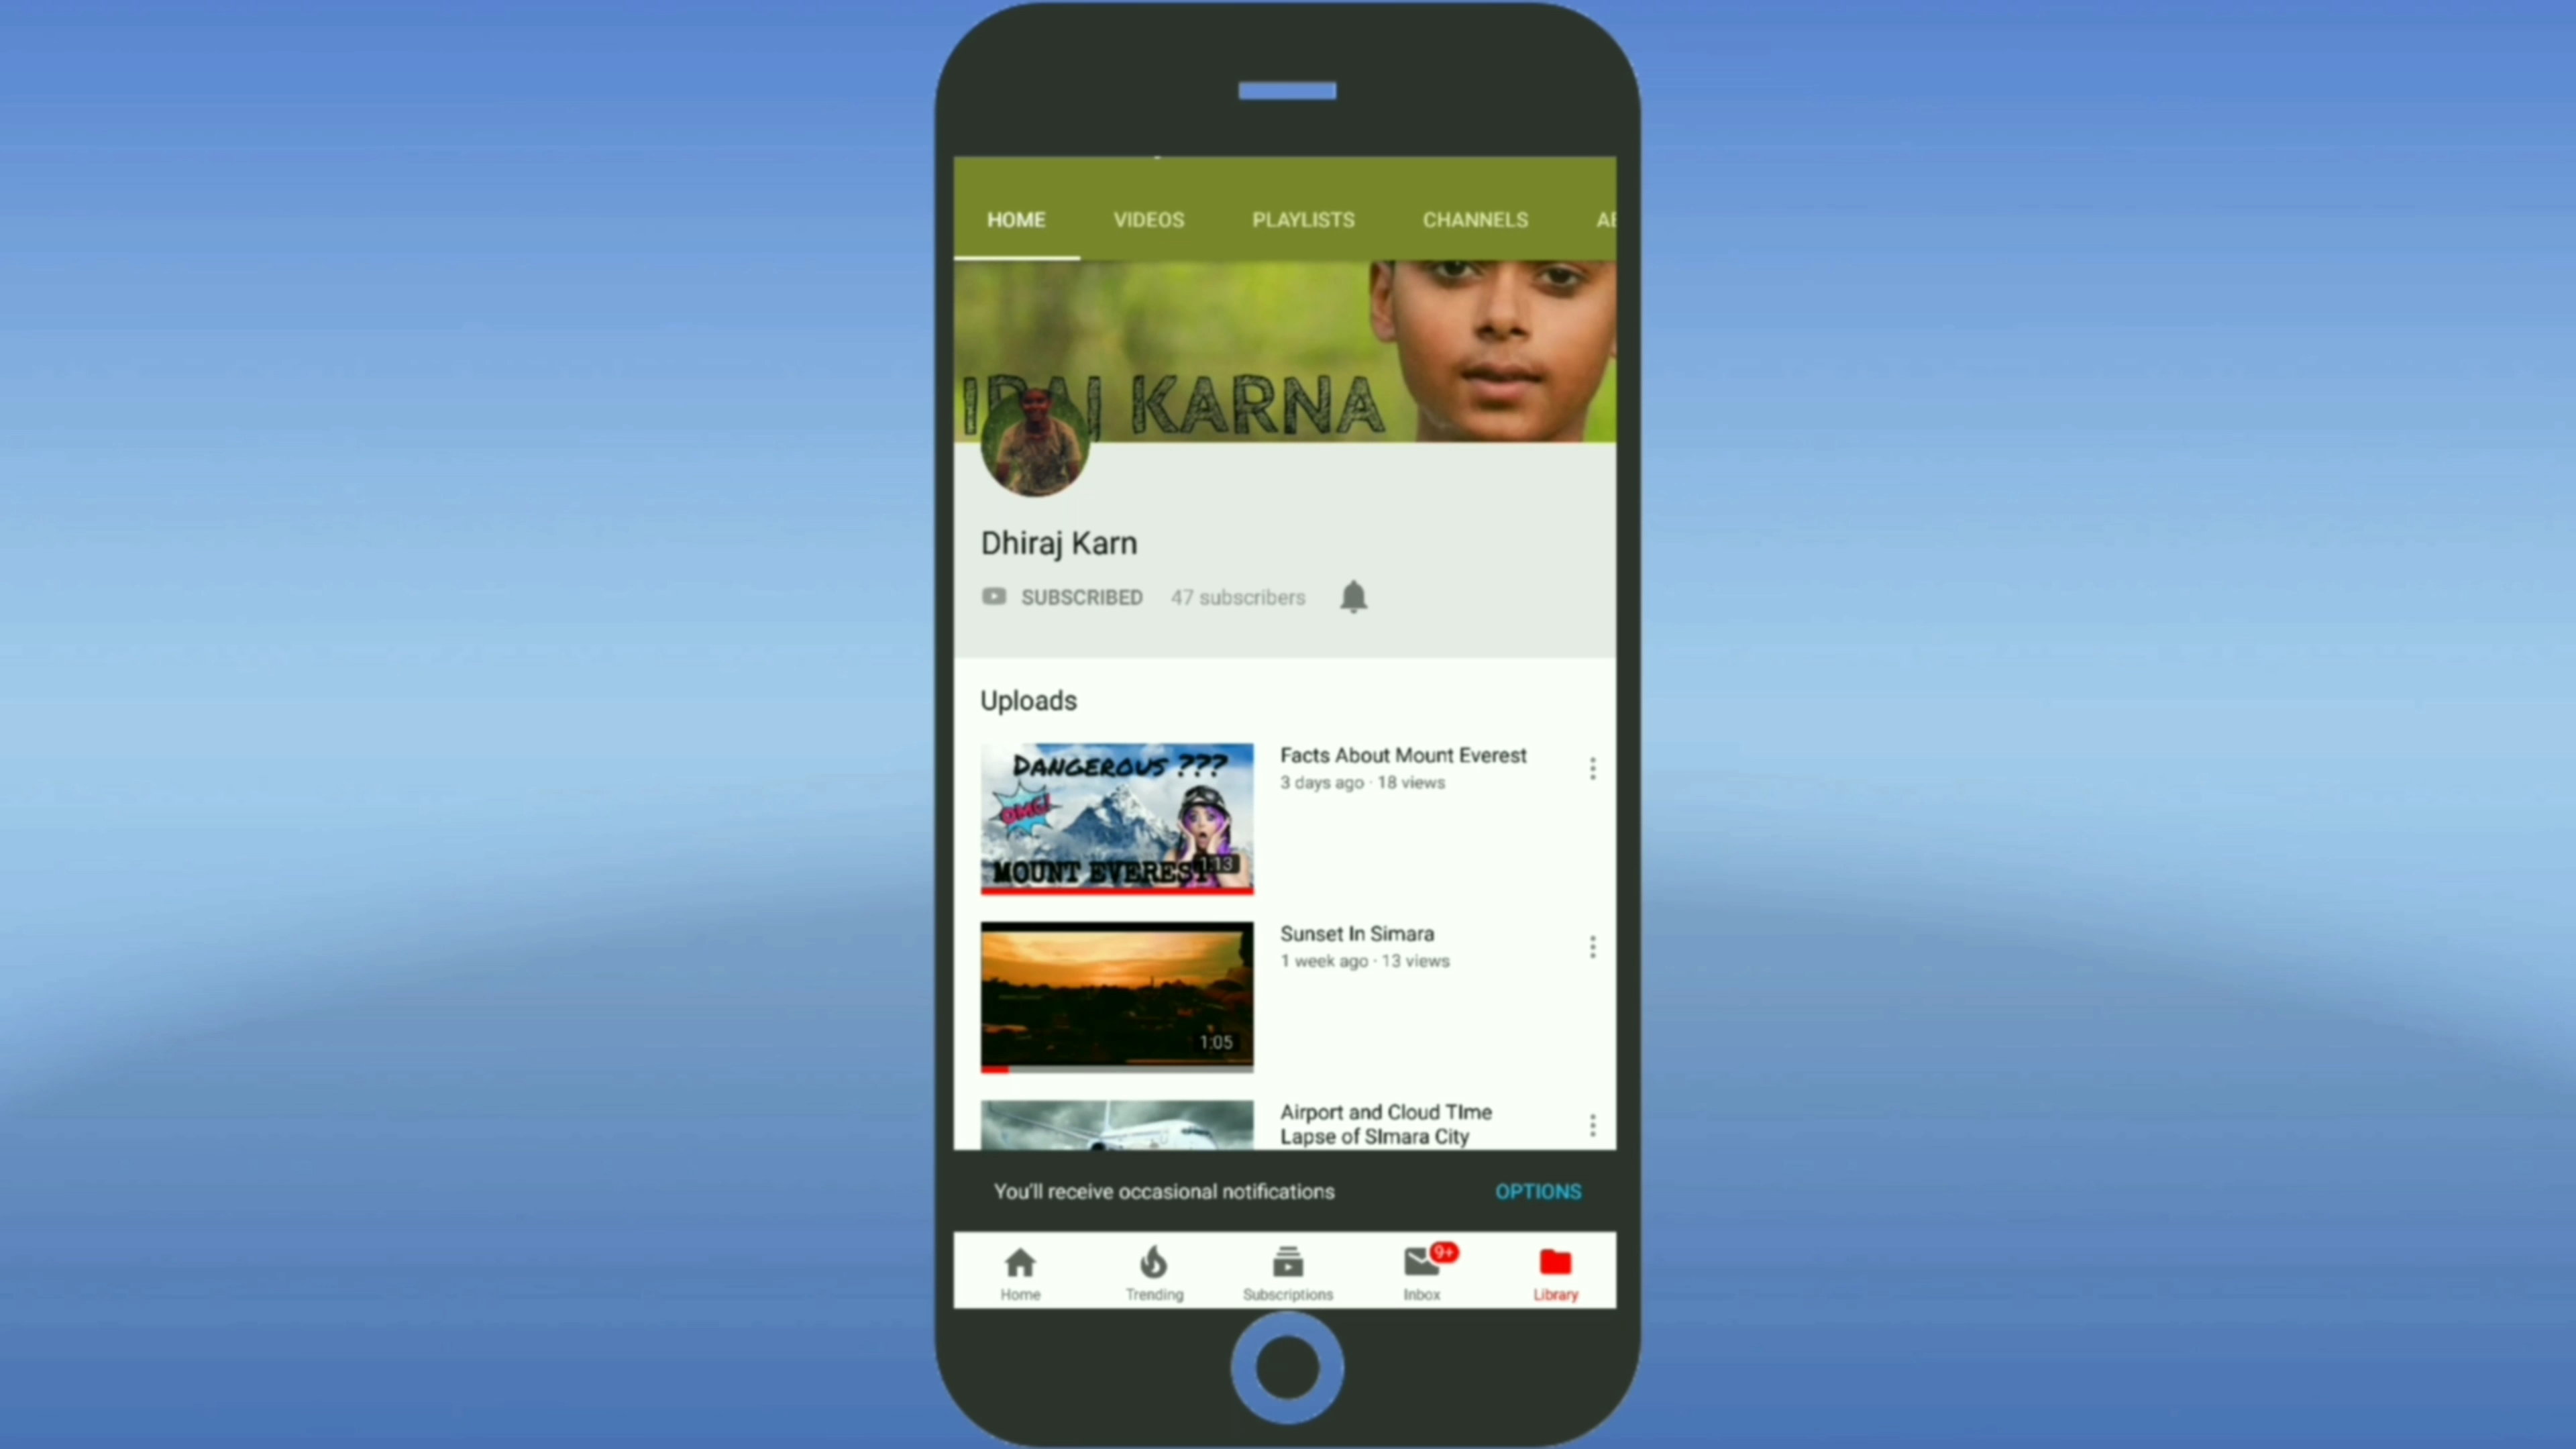 HOME VIDEOS PLAYLISTS CHANNELS
KARNA
Dhiraj Karn
SUBSCRIBED 47 subscribers
Uploads
DANGEROUS ???
OMG!
MOUNT EVEREST
1:13
Facts About Mount Everest
3 days ago · 18 views
1:05
Sunset In Simara
1 week ago · 13 views
Airport and Cloud TIme
Lapse of SImara City
You'll receive occasional notifications OPTIONS
9+
Home Trending Subscriptions Inbox Library